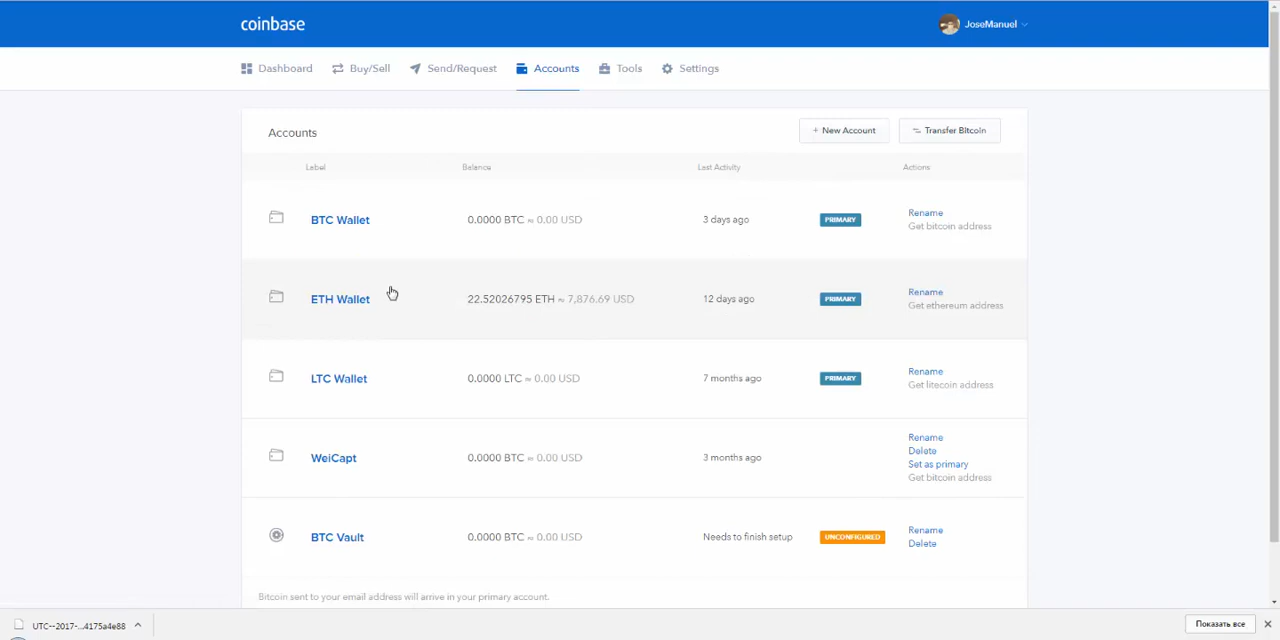 coinbase
JoseManuel
Dashboard Buy/Sell Send/Request Accounts Tools Settings
Accounts
+ New Account Transfer Bitcoin
Label Balance Last Activity Actions
BTC Wallet 0.0000 BTC ≈ 0.00 USD 3 days ago PRIMARY Rename
Get bitcoin address
ETH Wallet 22.52026795 ETH ≈ 7,876.69 USD 12 days ago PRIMARY Rename
Get ethereum address
LTC Wallet 0.0000 LTC ≈ 0.00 USD 7 months ago PRIMARY Rename
Get litecoin address
WeiCapt 0.0000 BTC ≈ 0.00 USD 3 months ago Rename
Delete
Set as primary
Get bitcoin address
BTC Vault 0.0000 BTC ≈ 0.00 USD Needs to finish setup UNCONFIGURED Rename
Delete
Bitcoin sent to your email address will arrive in your primary account.
UTC--2017-...4175a4e88 Показать все